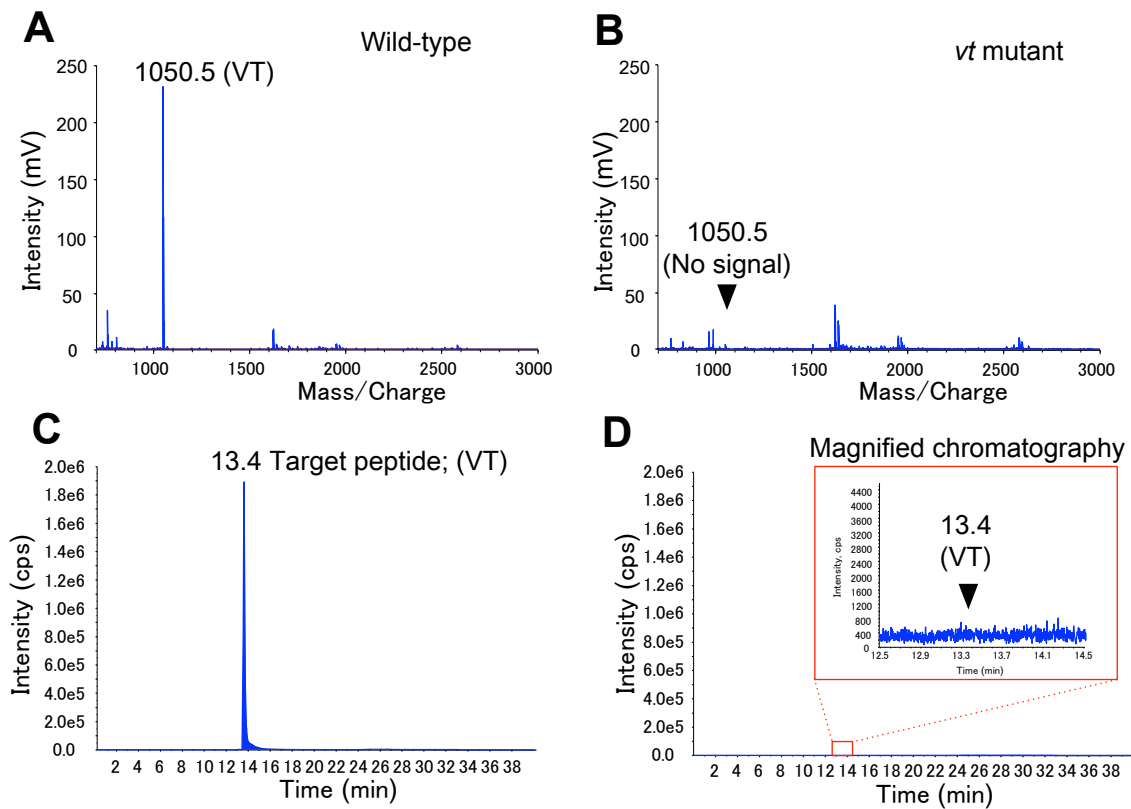 A
Wild-type
1050.5 (VT)
250
200
150
100
50
0
Intensity (mV)
1000 1500 2000 2500 3000
Mass/Charge
B
vt mutant
250
200
150
100
50
0
Intensity (mV)
1050.5
(No signal)
1000 1500 2000 2500 3000
Mass/Charge
C
13.4 Target peptide; (VT)
2.0e6
1.8e6
1.6e6
1.4e6
1.2e6
1.0e6
8.0e5
6.0e5
4.0e5
2.0e5
0.0
Intensity (cps)
2 4 6 8 10 12 14 16 18 20 22 24 26 28 30 32 34 36 38
Time (min)
D
Magnified chromatography
2.0e6
1.8e6
1.6e6
1.4e6
1.2e6
1.0e6
8.0e5
6.0e5
4.0e5
2.0e5
0.0
Intensity (cps)
4400
4000
3600
3200
2800
2400
2000
1600
1200
800
400
0
Intensity, cps
13.4
(VT)
12.5 12.9 13.3 13.7 14.1 14.5
Time (min)
2 4 6 8 10 12 14 16 18 20 22 24 26 28 30 32 34 36 38
Time (min)